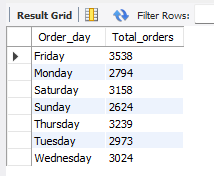 Result Grid Filter Rows:
Order_day Total_orders
Friday 3538
Monday 2794
Saturday 3158
Sunday 2624
Thursday 3239
Tuesday 2973
Wednesday 3024